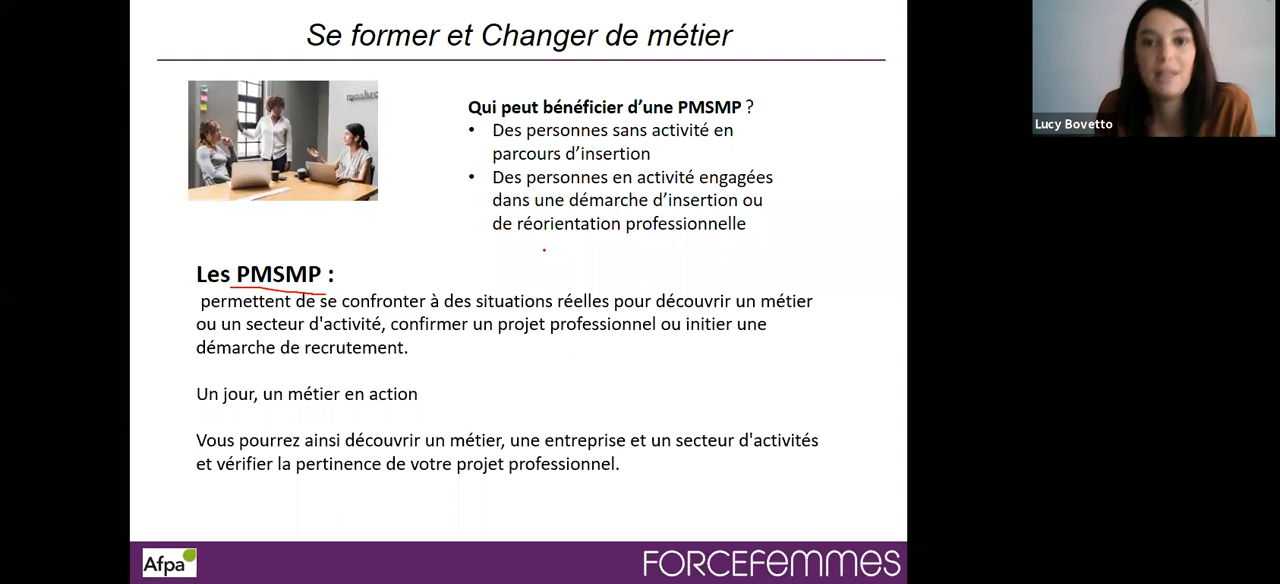 Se former et Changer de métier
Qui peut bénéficier d’une PMSMP ?
• Des personnes sans activité en
parcours d’insertion
• Des personnes en activité engagées
dans une démarche d’insertion ou
de réorientation professionnelle
Les PMSMP :
permettent de se confronter à des situations réelles pour découvrir un métier
ou un secteur d'activité, confirmer un projet professionnel ou initier une
démarche de recrutement.
Un jour, un métier en action
Vous pourrez ainsi découvrir un métier, une entreprise et un secteur d'activités
et vérifier la pertinence de votre projet professionnel.
Afpa
FORCEFEMMES
Lucy Bovetto